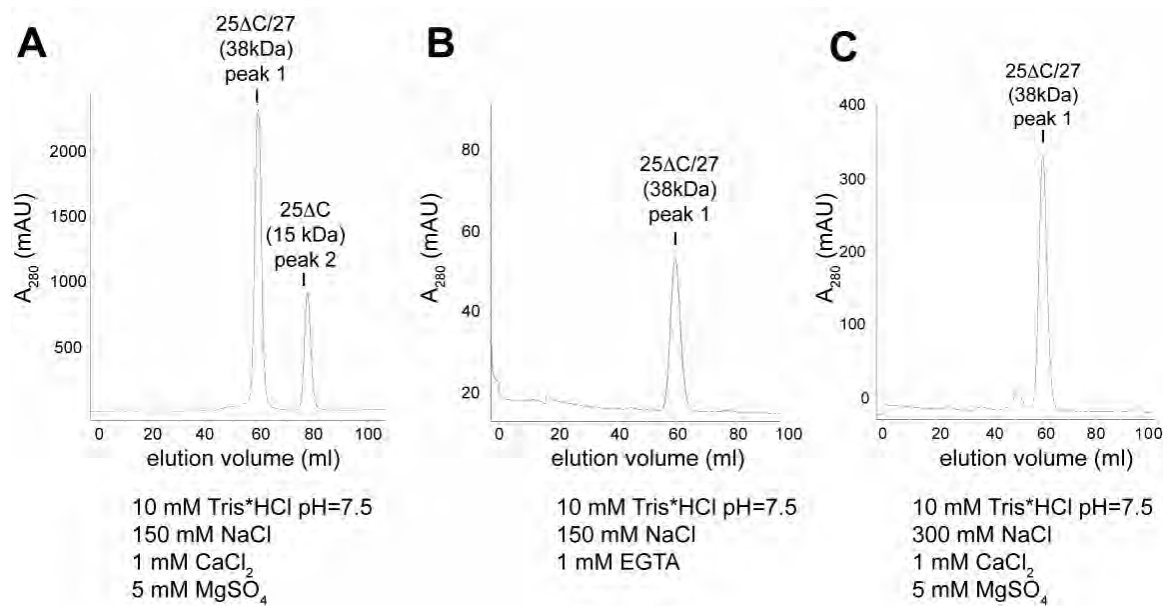 A
25ΔC/27
(38kDa)
peak 1
25ΔC
(15 kDa)
peak 2
A280 (mAU)
2000
1500
1000
500
0 20 40 60 80 100
elution volume (ml)
10 mM Tris*HCl pH=7.5
150 mM NaCl
1 mM CaCl2
5 mM MgSO4
B
25ΔC/27
(38kDa)
peak 1
A280 (mAU)
80
60
40
20
0 20 40 60 80 100
elution volume (ml)
10 mM Tris*HCl pH=7.5
150 mM NaCl
1 mM EGTA
C
25ΔC/27
(38kDa)
peak 1
A280 (mAU)
400
300
200
100
0
0 20 40 60 80 100
elution volume (ml)
10 mM Tris*HCl pH=7.5
300 mM NaCl
1 mM CaCl2
5 mM MgSO4